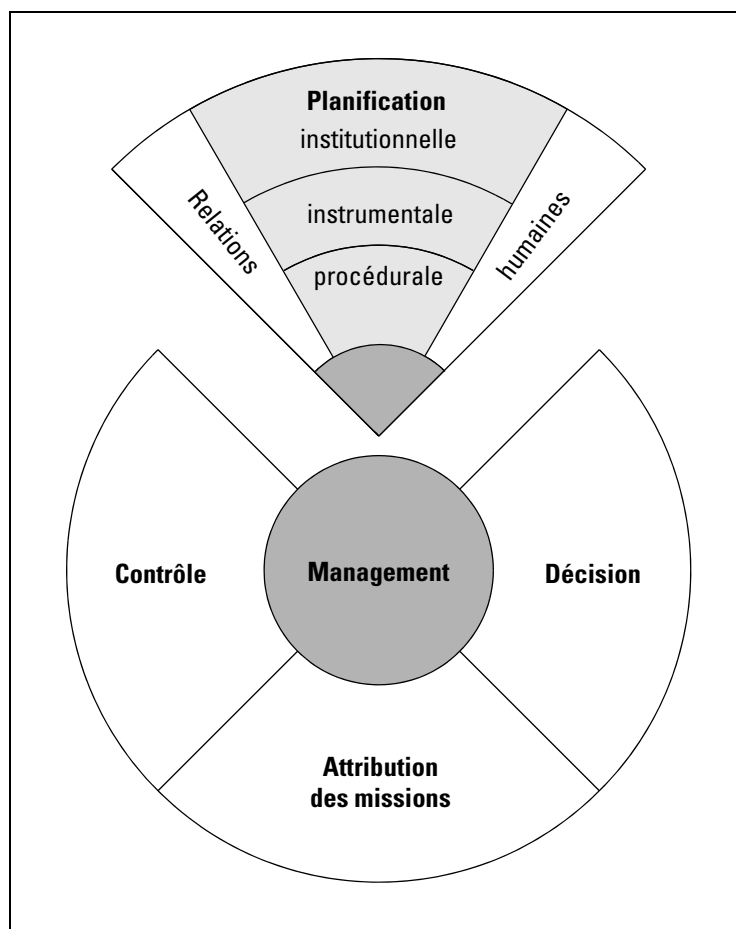 Planification
institutionnelle
instrumentale
procédurale
Relations
humaines
Contrôle
Management
Décision
Attribution
des missions